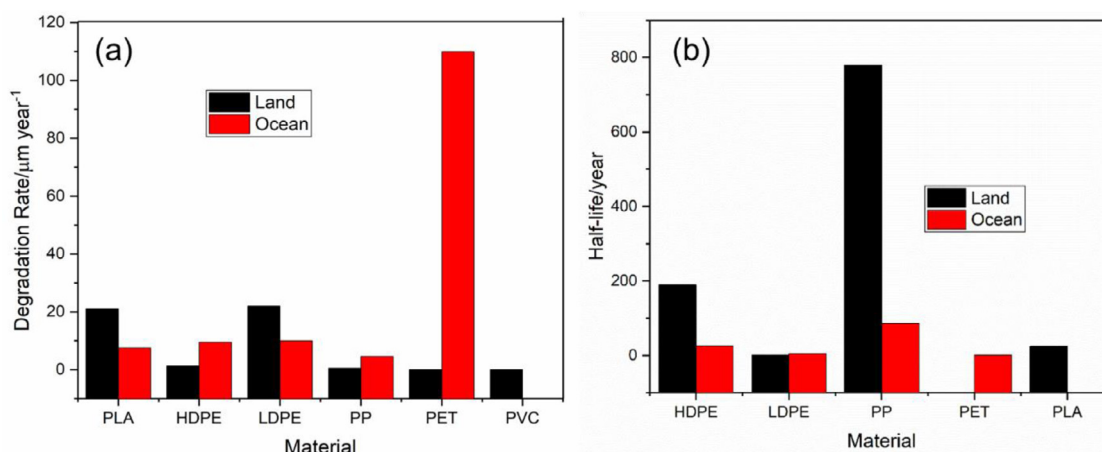 (a)
Land
Ocean
Degradation Rate/μm year⁻¹
120
100
80
60
40
20
0
PLA HDPE LDPE PP PET PVC
Material
(b)
Land
Ocean
Half-life/year
800
600
400
200
0
HDPE LDPE PP PET PLA
Material